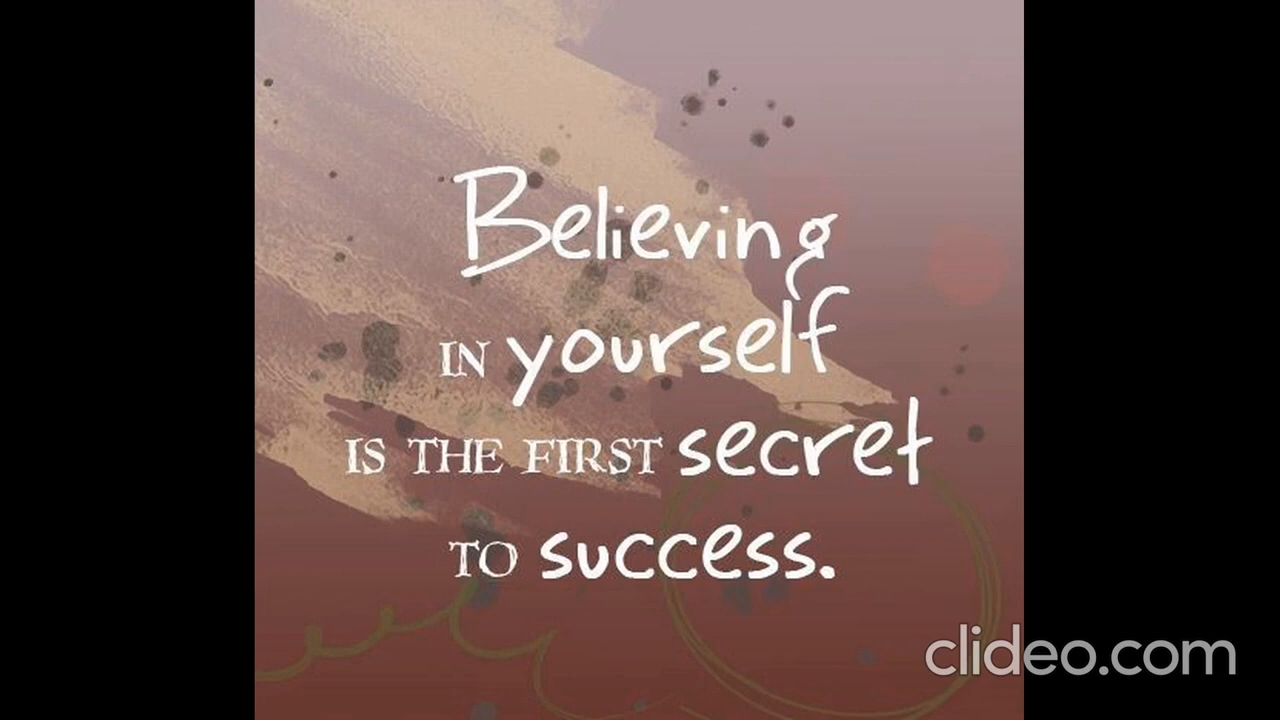 Believing
IN yourself
IS THE FIRST secret
TO success.
clideo.com